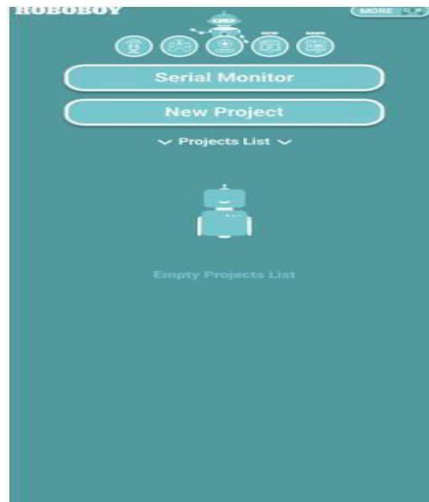 ROBOBOY
MORE
Serial Monitor
New Project
Projects List
Empty Projects List